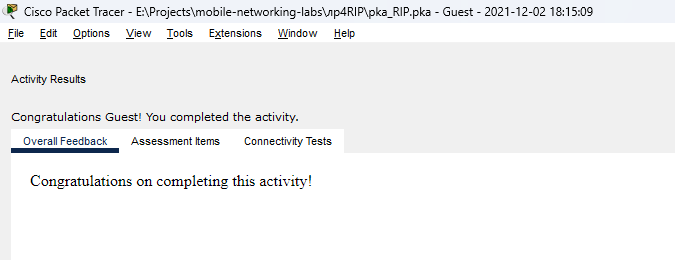 Cisco Packet Tracer - E:\Projects\mobile-networking-labs\лр4RIP\pka_RIP.pka - Guest - 2021-12-02 18:15:09
File Edit Options View Tools Extensions Window Help
Activity Results
Congratulations Guest! You completed the activity.
Overall Feedback Assessment Items Connectivity Tests
Congratulations on completing this activity!